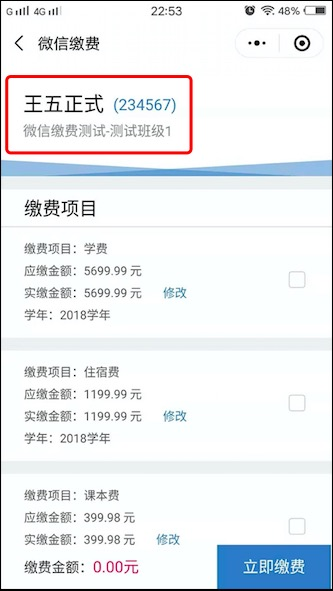 G 4G 22:53 48%
微信缴费
王五正式 (234567)
微信缴费测试-测试班级1
缴费项目
缴费项目：学费
应缴金额：5699.99 元
实缴金额：5699.99 元 修改
学年：2018学年
缴费项目：住宿费
应缴金额：1199.99 元
实缴金额：1199.99 元 修改
学年：2018学年
缴费项目：课本费
应缴金额：399.98 元
实缴金额：399.98 元 修改
缴费金额：0.00元 立即缴费